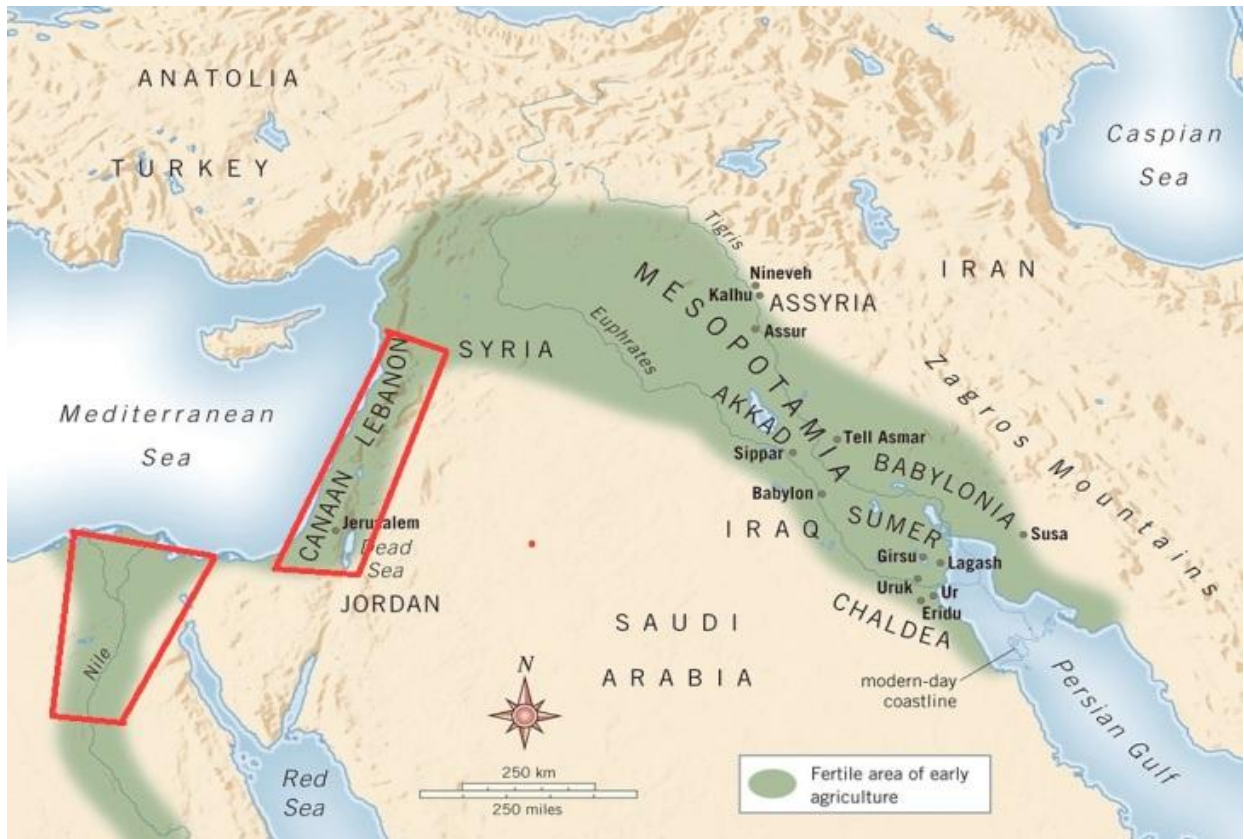 ANATOLIA
TURKEY
Caspian
Sea
Tigris
IRAN
Nineveh
Kalhu
ASSYRIA
Assur
MESOPOTAMIA
Euphrates
SYRIA
LEBANON
Zagros Mountains
Mediterranean
Sea
AKKAD
Tell Asmar
Sippar
BABYLONIA
Babylon
CANAAN
Jerusalem
Dead
Sea
IRAQ
SUMER
Susa
Girsu
Lagash
JORDAN
Uruk
Ur
Eridu
CHALDEA
SAUDI
ARABIA
Nile
N
modern-day
coastline
Persian Gulf
Red
Sea
250 km
250 miles
Fertile area of early
agriculture